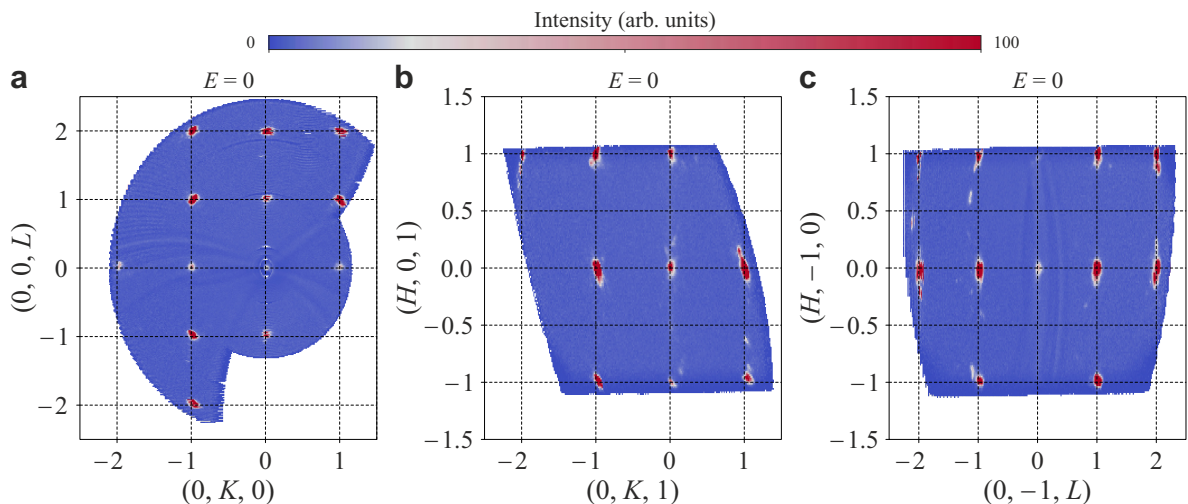 Intensity (arb. units)
0
100
a
E = 0
b
E = 0
c
E = 0
(0, 0, L)
2
1
0
−1
−2
−2
−1
0
1
(0, K, 0)
(H, 0, 1)
1.5
1
0.5
0.0
−0.5
−1
−1.5
−2
−1
0
1
(0, K, 1)
(H, −1, 0)
1.5
1
0.5
0.0
−0.5
−1
−1.5
−2
−1
0
1
2
(0, −1, L)